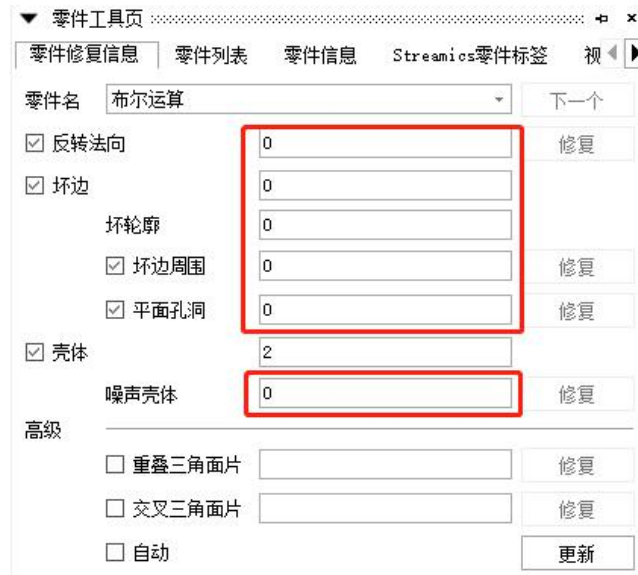 零件工具页
零件修复信息 零件列表 零件信息 Streamics零件标签 视
零件名 布尔运算 下一个
反转法向 0 修复
坏边 0
坏轮廓 0
坏边周围 0 修复
平面孔洞 0 修复
壳体 2
噪声壳体 0 修复
高级
重叠三角面片 修复
交叉三角面片 修复
自动 更新